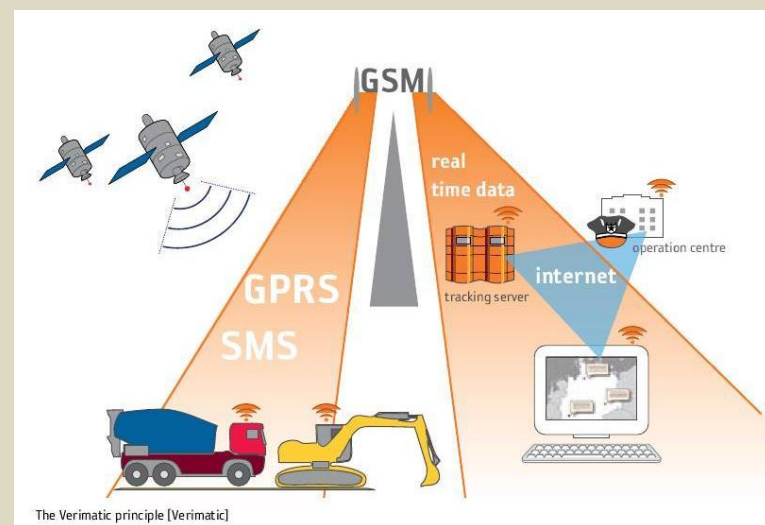 GSM
real
time data
operation centre
internet
tracking server
GPRS
SMS
The Verimatic principle [Verimatic]